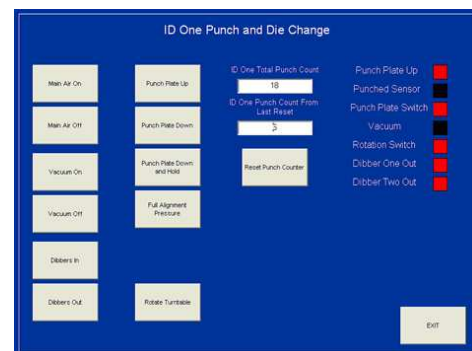 ID One Punch and Die Change
Main Air On
Main Air Off
Vacuum On
Vacuum Off
Dibbers In
Dibbers Out
Punch Plate Up
Punch Plate Down
Punch Plate Down
and Hold
Full Alignment
Pressure
Rotate Turntable
ID One Total Punch Count
18
ID One Punch Count From
Last Reset
Reset Punch Counter
Punch Plate Up
Punched Sensor
Punch Plate Switch
Vacuum
Rotation Switch
Dibber One Out
Dibber Two Out
EXIT